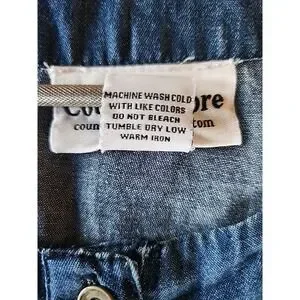 MACHINE WASH COLD
WITH LIKE COLORS
DO NOT BLEACH
TUMBLE DRY LOW
WARM IRON